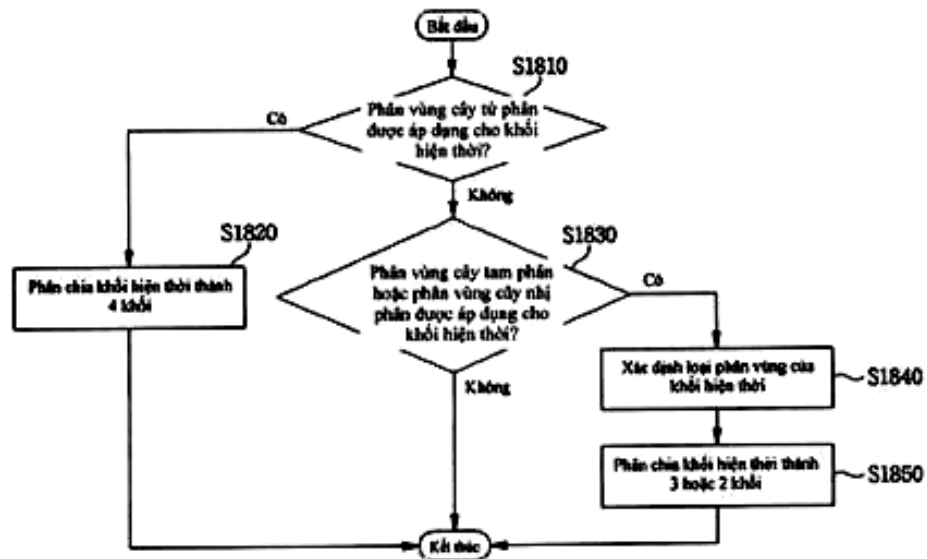 Bắt đầu
S1810
Phân vùng cây tứ phân
được áp dụng cho khối
hiện thời?
Có
Không
S1820
Phân chia khối hiện thời thành
4 khối
S1830
Phân vùng cây tam phân
hoặc phân vùng cây nhị
phân được áp dụng cho
khối hiện thời?
Có
Không
Xác định loại phân vùng của
khối hiện thời
S1840
Phân chia khối hiện thời thành
3 hoặc 2 khối
S1850
Kết thúc